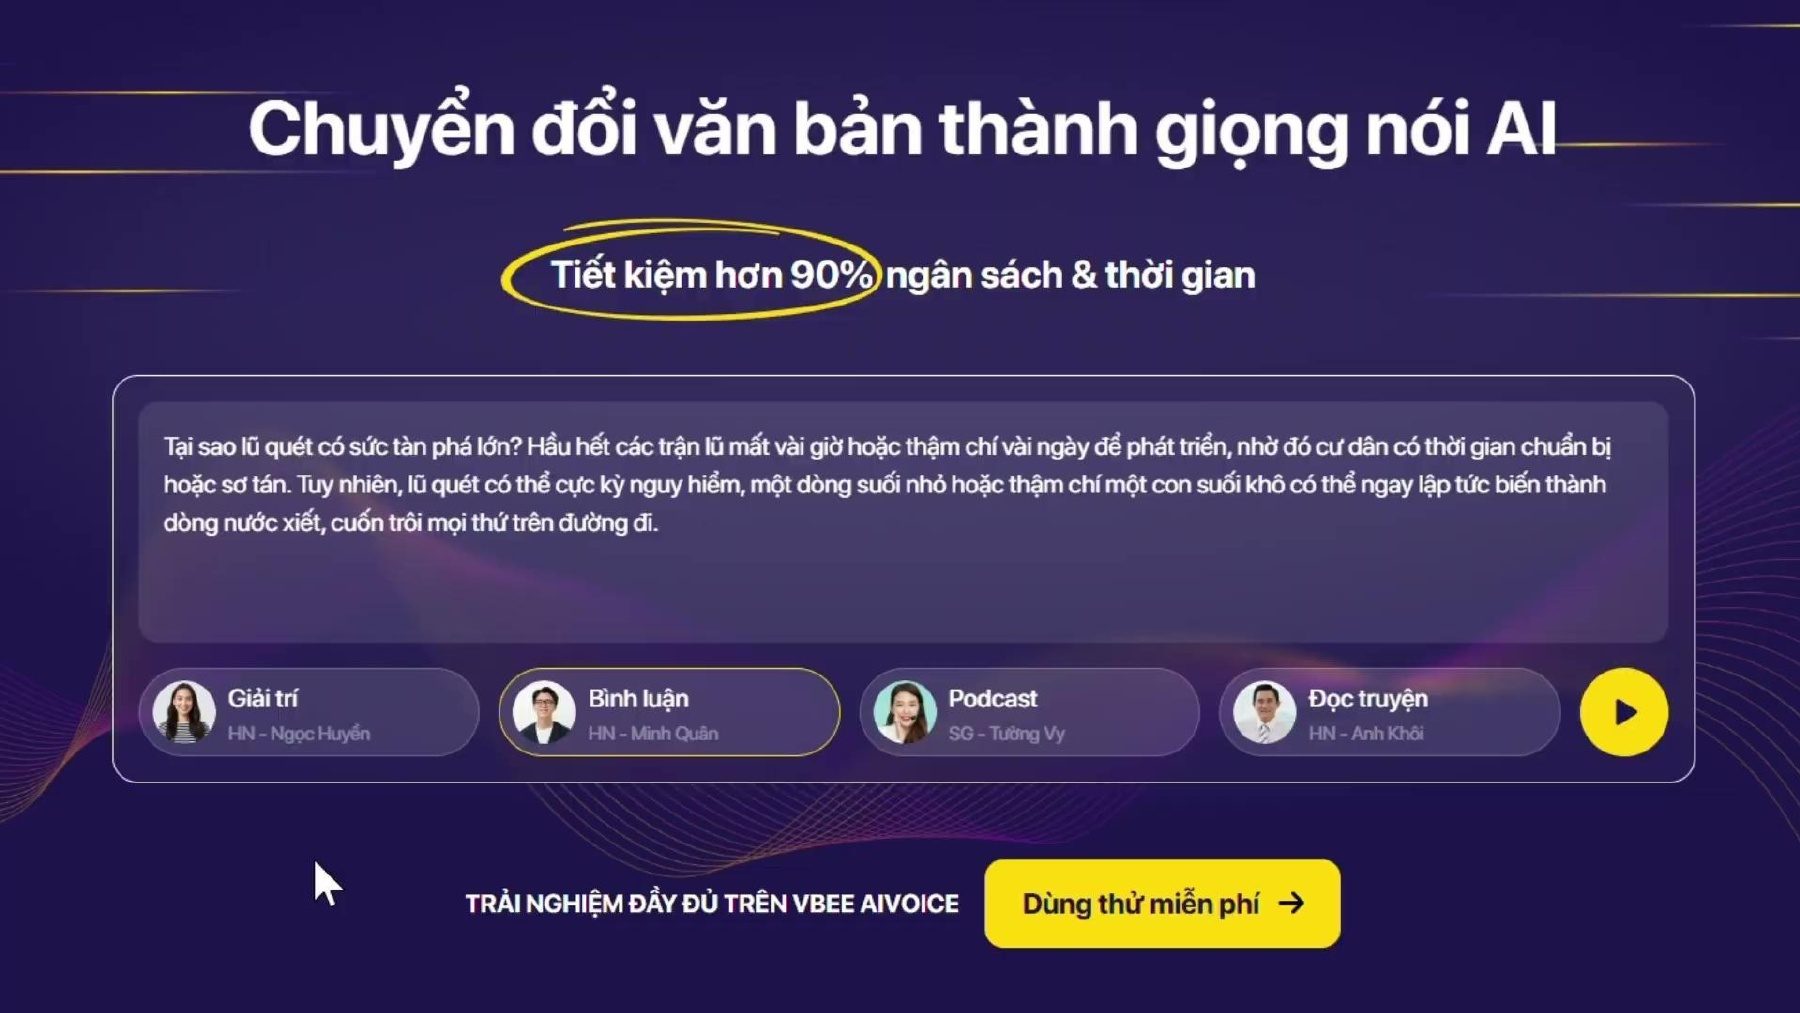 Chuyển đổi văn bản thành giọng nói AI
Tiết kiệm hơn 90% ngân sách & thời gian
Tại sao lũ quét có sức tàn phá lớn? Hầu hết các trận lũ mất vài giờ hoặc thậm chí vài ngày để phát triển, nhờ đó cư dân có thời gian chuẩn bị
hoặc sơ tán. Tuy nhiên, lũ quét có thể cực kỳ nguy hiểm, một dòng suối nhỏ hoặc thậm chí một con suối khô có thể ngay lập tức biến thành
dòng nước xiết, cuốn trôi mọi thứ trên đường đi.
Giải trí
HN - Ngọc Huyền
Bình luận
HN - Minh Quân
Podcast
SG - Tường Vy
Đọc truyện
HN - Anh Khôi
TRẢI NGHIỆM ĐẦY ĐỦ TRÊN VBEE AIVOICE
Dùng thử miễn phí →